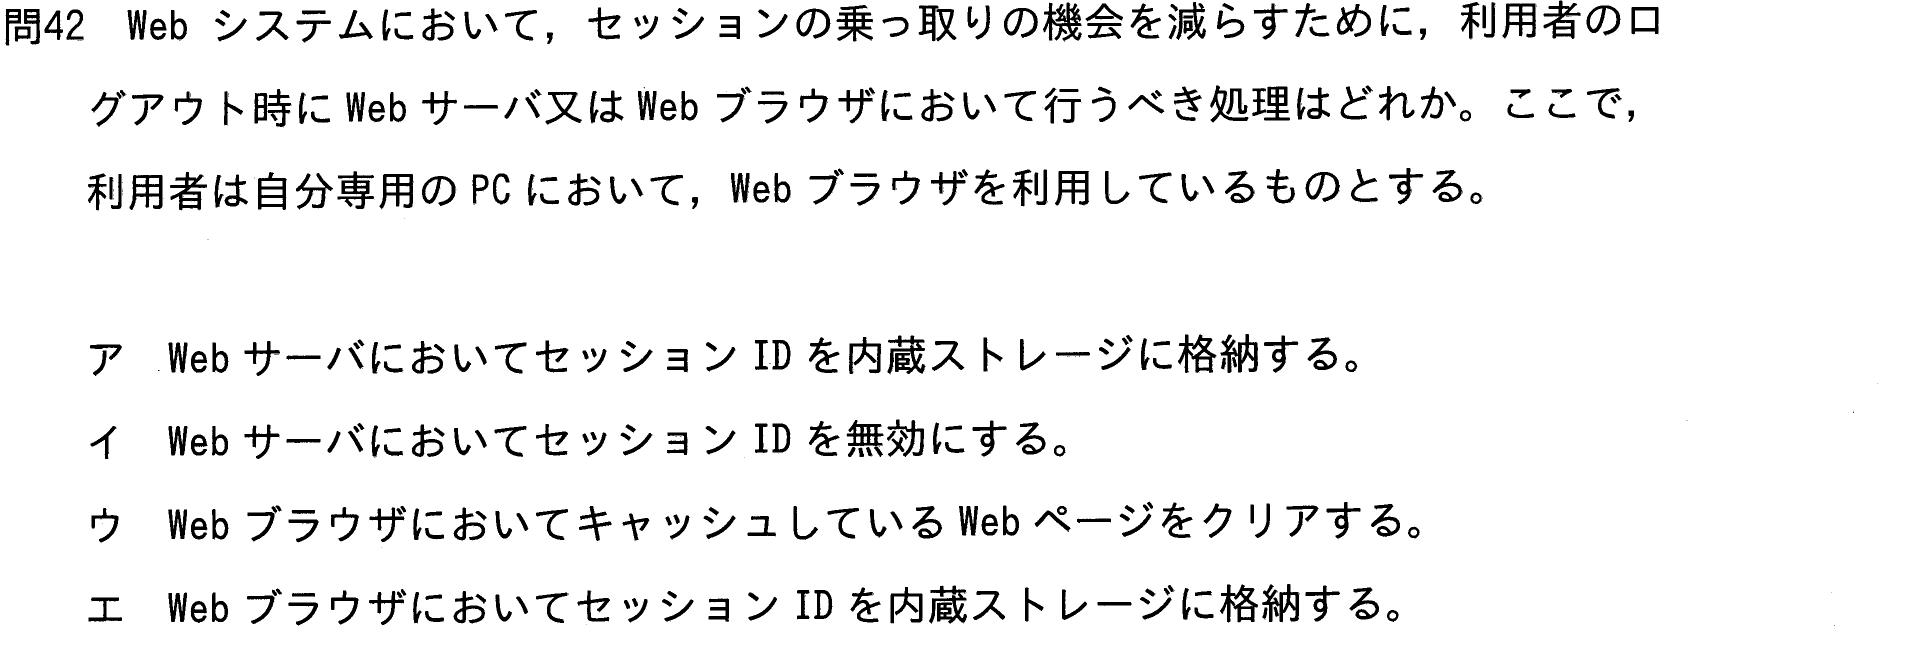 問42　Web システムにおいて，セッションの乗っ取りの機会を減らすために，利用者のロ
グアウト時に Web サーバ又は Web ブラウザにおいて行うべき処理はどれか。ここで，
利用者は自分専用の PC において，Web ブラウザを利用しているものとする。
ア　Web サーバにおいてセッション ID を内蔵ストレージに格納する。
イ　Web サーバにおいてセッション ID を無効にする。
ウ　Web ブラウザにおいてキャッシュしている Web ページをクリアする。
エ　Web ブラウザにおいてセッション ID を内蔵ストレージに格納する。